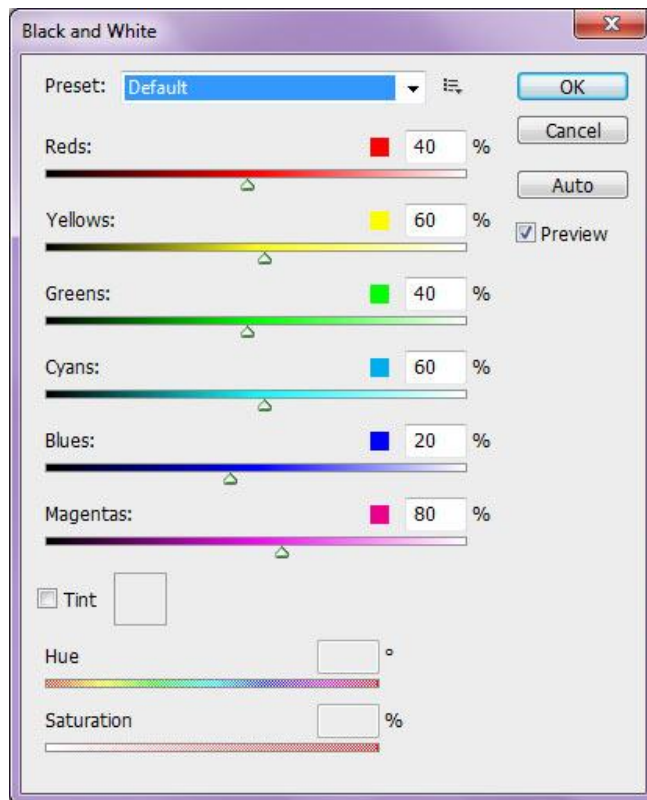 Black and White
Preset: Default
OK
Cancel
Auto
Preview
Reds: 40 %
Yellows: 60 %
Greens: 40 %
Cyans: 60 %
Blues: 20 %
Magentas: 80 %
Tint
Hue °
Saturation %